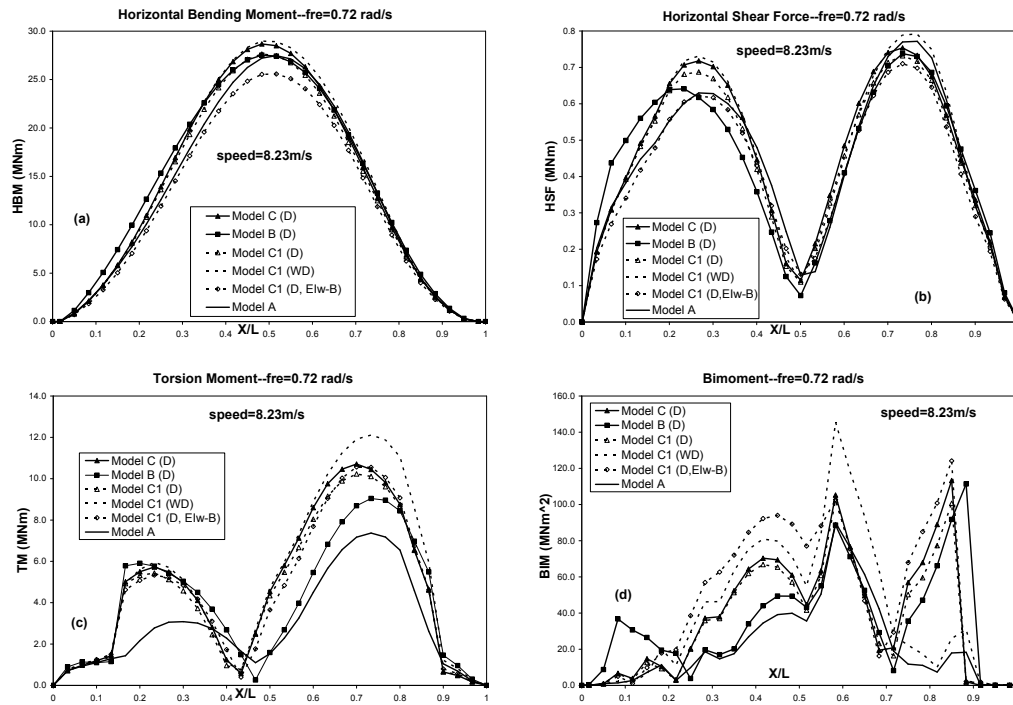 Horizontal Bending Moment--fre=0.72 rad/s
30.0
25.0
20.0
15.0
10.0
5.0
0.0
HBM (MNm)
speed=8.23m/s
(a)
Model C (D)
Model B (D)
Model C1 (D)
Model C1 (WD)
Model C1 (D, EIw-B)
Model A
0 0.1 0.2 0.3 0.4 0.5 0.6 0.7 0.8 0.9 1
X/L
Horizontal Shear Force--fre=0.72 rad/s
0.8
0.7
0.6
0.5
0.4
0.3
0.2
0.1
0.0
HSF (MNm)
speed=8.23m/s
Model C (D)
Model B (D)
Model C1 (D)
Model C1 (WD)
Model C1 (D,EIw-B)
Model A
(b)
0 0.1 0.2 0.3 0.4 0.5 0.6 0.7 0.8 0.9 1
X/L
Torsion Moment--fre=0.72 rad/s
14.0
12.0
10.0
8.0
6.0
4.0
2.0
0.0
TM (MNm)
speed=8.23m/s
Model C (D)
Model B (D)
Model C1 (D)
Model C1 (WD)
Model C1 (D, EIw-B)
Model A
(c)
0 0.1 0.2 0.3 0.4 0.5 0.6 0.7 0.8 0.9 1
X/L
Bimoment--fre=0.72 rad/s
160.0
140.0
120.0
100.0
80.0
60.0
40.0
20.0
0.0
BIM (MNm^2)
Model C (D)
Model B (D)
Model C1 (D)
Model C1 (WD)
Model C1 (D,EIw-B)
Model A
speed=8.23m/s
(d)
X/L
0 0.1 0.2 0.3 0.4 0.5 0.6 0.7 0.8 0.9 1